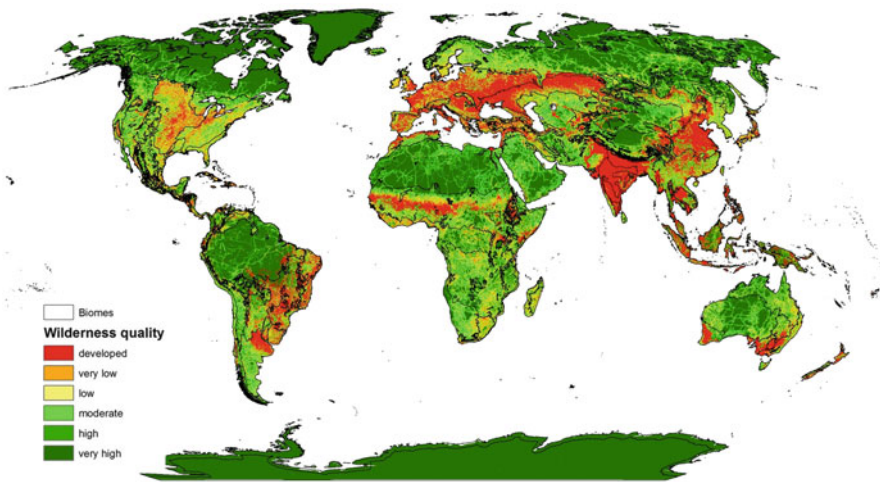 Biomes
Wilderness quality
developed
very low
low
moderate
high
very high